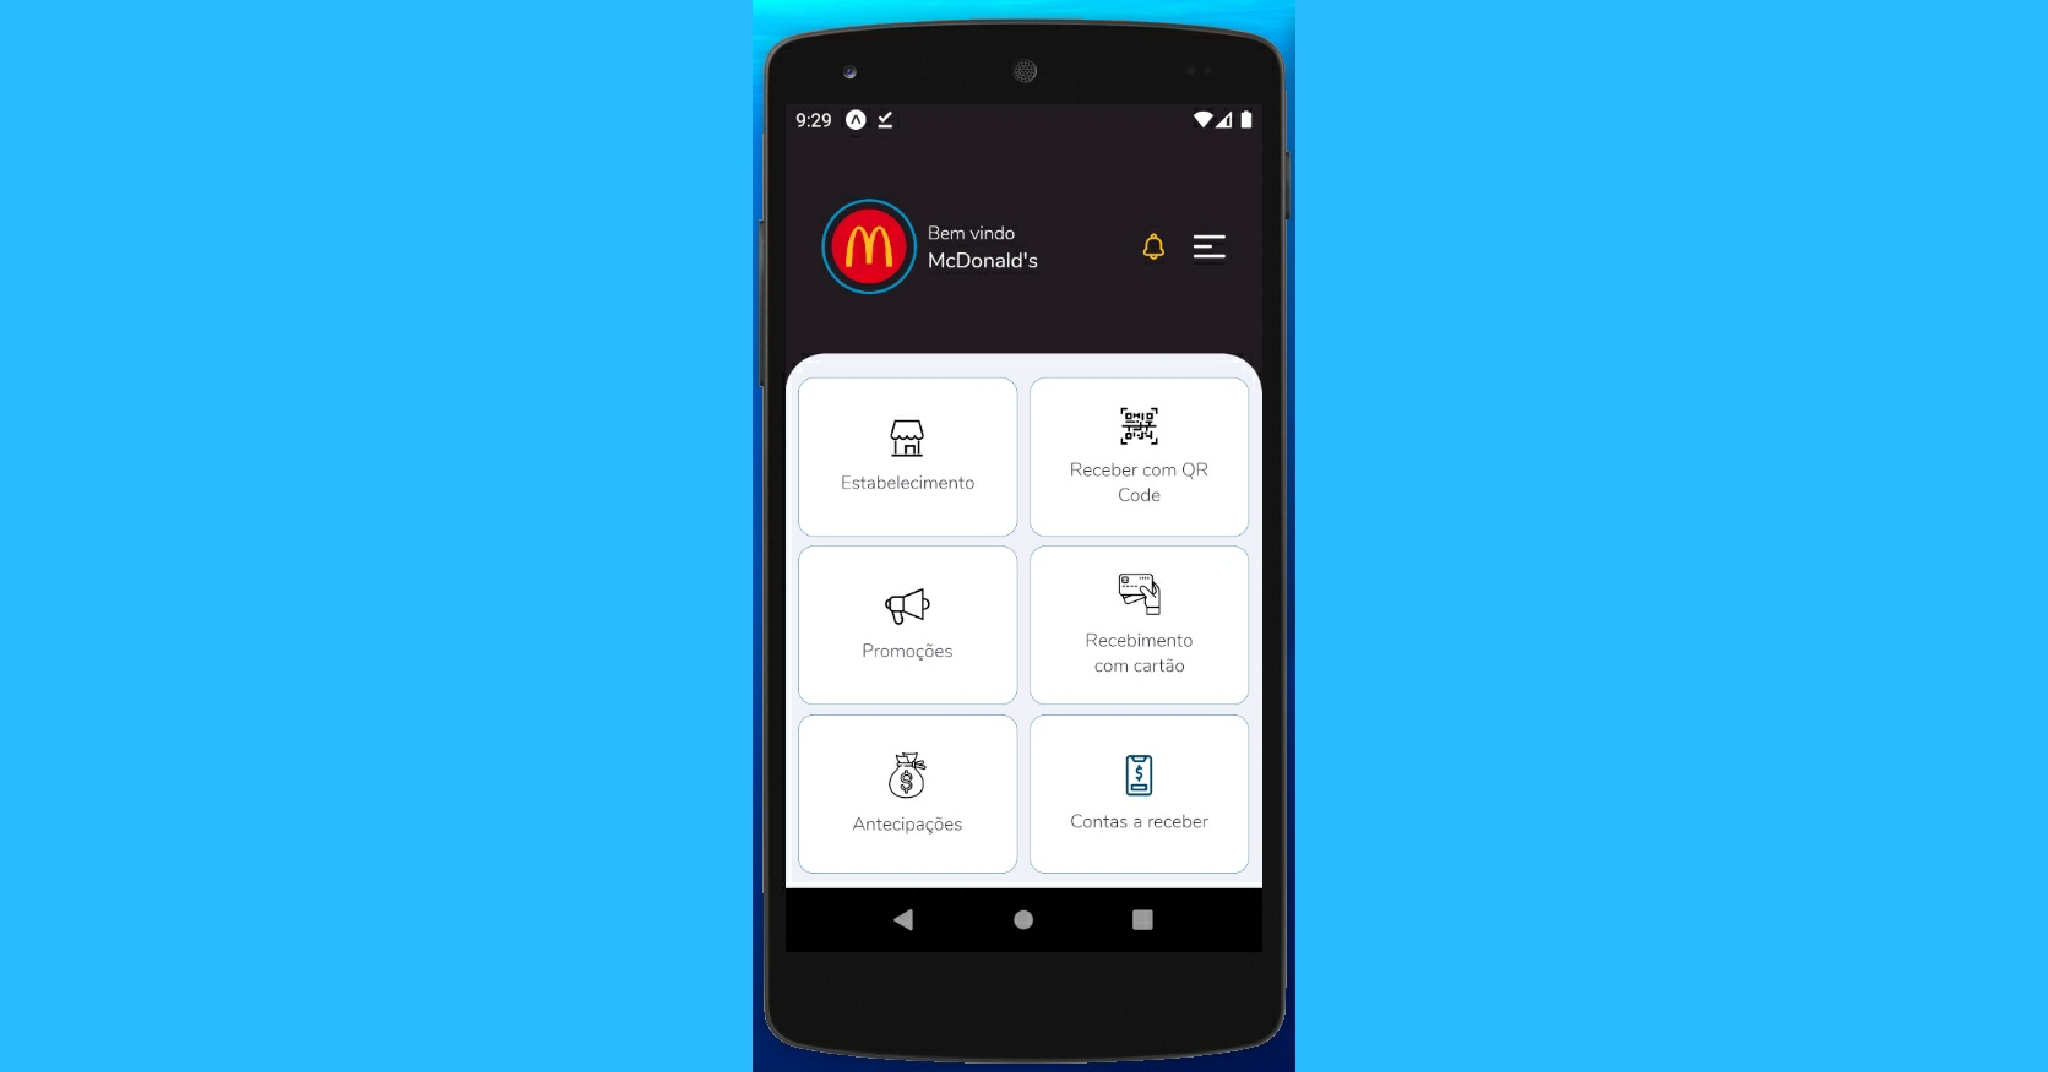 9:29
Bem vindo
McDonald's
Estabelecimento
Receber com QR
Code
Promoções
Recebimento
com cartão
Antecipações
Contas a receber